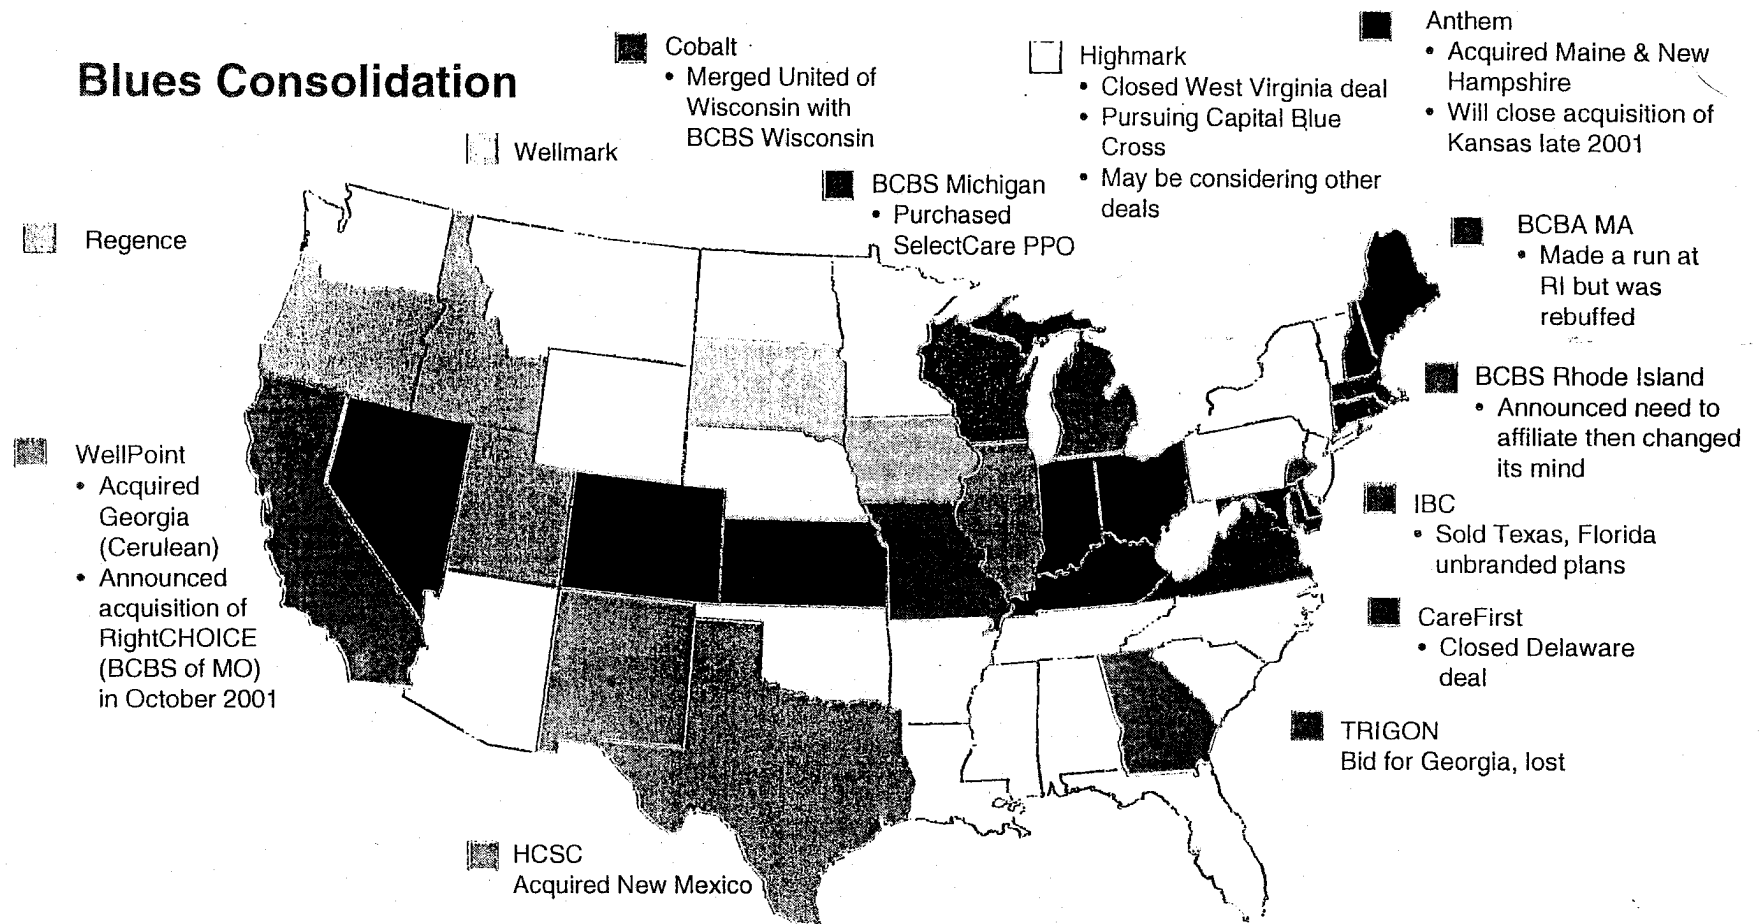 Blues Consolidation
Cobalt
• Merged United of
Wisconsin with
BCBS Wisconsin
Highmark
• Closed West Virginia deal
• Pursuing Capital Blue
Cross
• May be considering other
deals
Anthem
• Acquired Maine & New
Hampshire
• Will close acquisition of
Kansas late 2001
Wellmark
BCBS Michigan
• Purchased
SelectCare PPO
Regence
BCBA MA
• Made a run at
RI but was
rebuffed
BCBS Rhode Island
• Announced need to
affiliate then changed
its mind
WellPoint
• Acquired
Georgia
(Cerulean)
• Announced
acquisition of
RightCHOICE
(BCBS of MO)
in October 2001
IBC
• Sold Texas, Florida
unbranded plans
CareFirst
• Closed Delaware
deal
TRIGON
Bid for Georgia, lost
HCSC
Acquired New Mexico